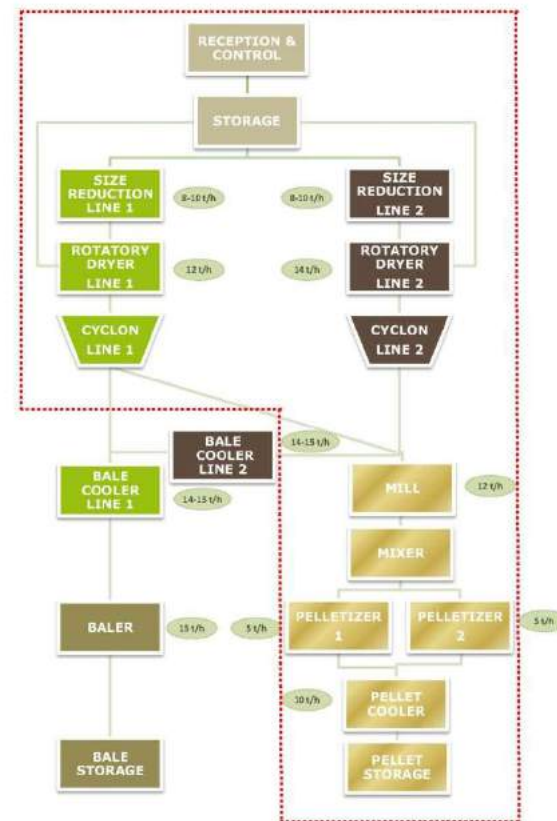 RECEPTION &
CONTROL
STORAGE
SIZE
REDUCTION
LINE 1
8-10 t/h
8-10 t/h
SIZE
REDUCTION
LINE 2
ROTATORY
DRYER
LINE 1
12 t/h
14 t/h
ROTATORY
DRYER
LINE 2
CYCLON
LINE 1
CYCLON
LINE 2
BALE
COOLER
LINE 2
14-15 t/h
BALE
COOLER
LINE 1
14-15 t/h
MILL
12 t/h
MIXER
BALER
15 t/h
5 t/h
PELLETIZER
1
PELLETIZER
2
5 t/h
10 t/h
PELLET
COOLER
BALE
STORAGE
PELLET
STORAGE